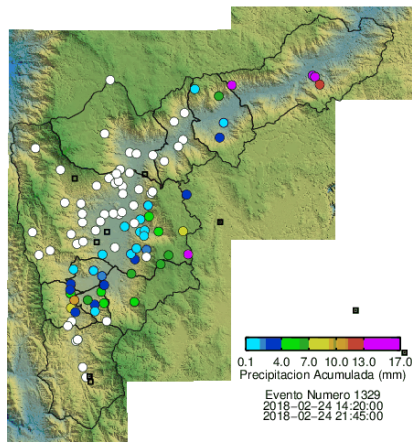 0.1 4.0 7.0 10.0 13.0 17.0
Precipitacion Acumulada (mm)
Evento Numero 1329
2018-02-24 14:20:00
2018-02-24 21:45:00